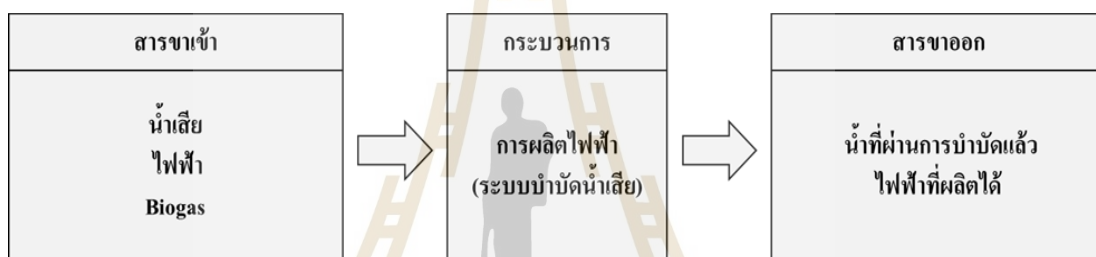 สารขาเข้า
น้ำเสีย
ไฟฟ้า
Biogas
กระบวนการ
การผลิตไฟฟ้า
(ระบบบำบัดน้ำเสีย)
สารขาออก
น้ำที่ผ่านการบำบัดแล้ว
ไฟฟ้าที่ผลิตได้